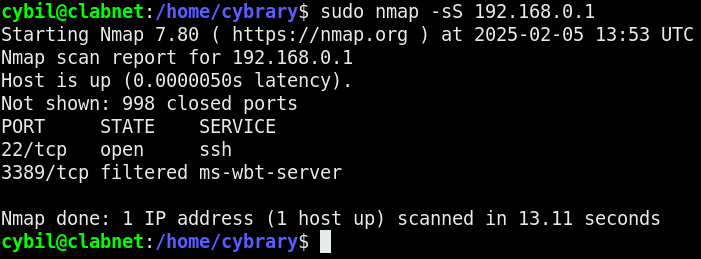 cybil@clabnet:/home/cybrary$ sudo nmap -sS 192.168.0.1
Starting Nmap 7.80 ( https://nmap.org ) at 2025-02-05 13:53 UTC
Nmap scan report for 192.168.0.1
Host is up (0.0000050s latency).
Not shown: 998 closed ports
PORT     STATE    SERVICE
22/tcp   open     ssh
3389/tcp filtered ms-wbt-server
Nmap done: 1 IP address (1 host up) scanned in 13.11 seconds
cybil@clabnet:/home/cybrary$